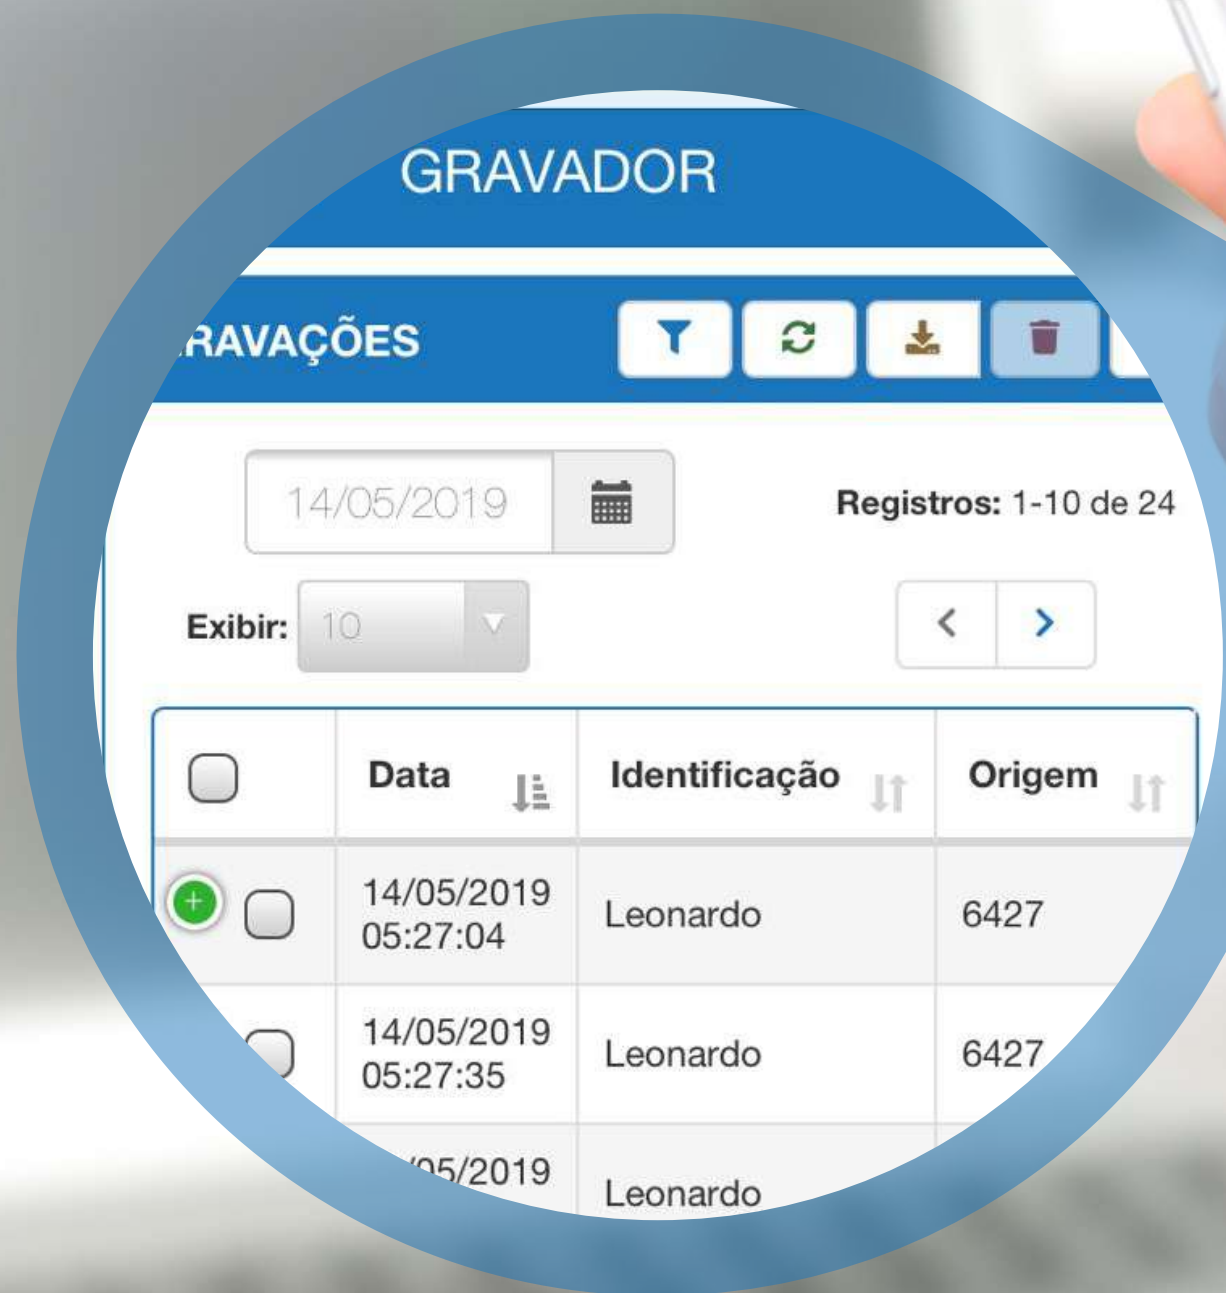 GRAVADOR
RAVAÇÕES
14/05/2019
Registros: 1-10 de 24
Exibir: 10
Data Identificação Origem
14/05/2019
05:27:04 Leonardo 6427
14/05/2019
05:27:35 Leonardo 6427
/05/2019
Leonardo